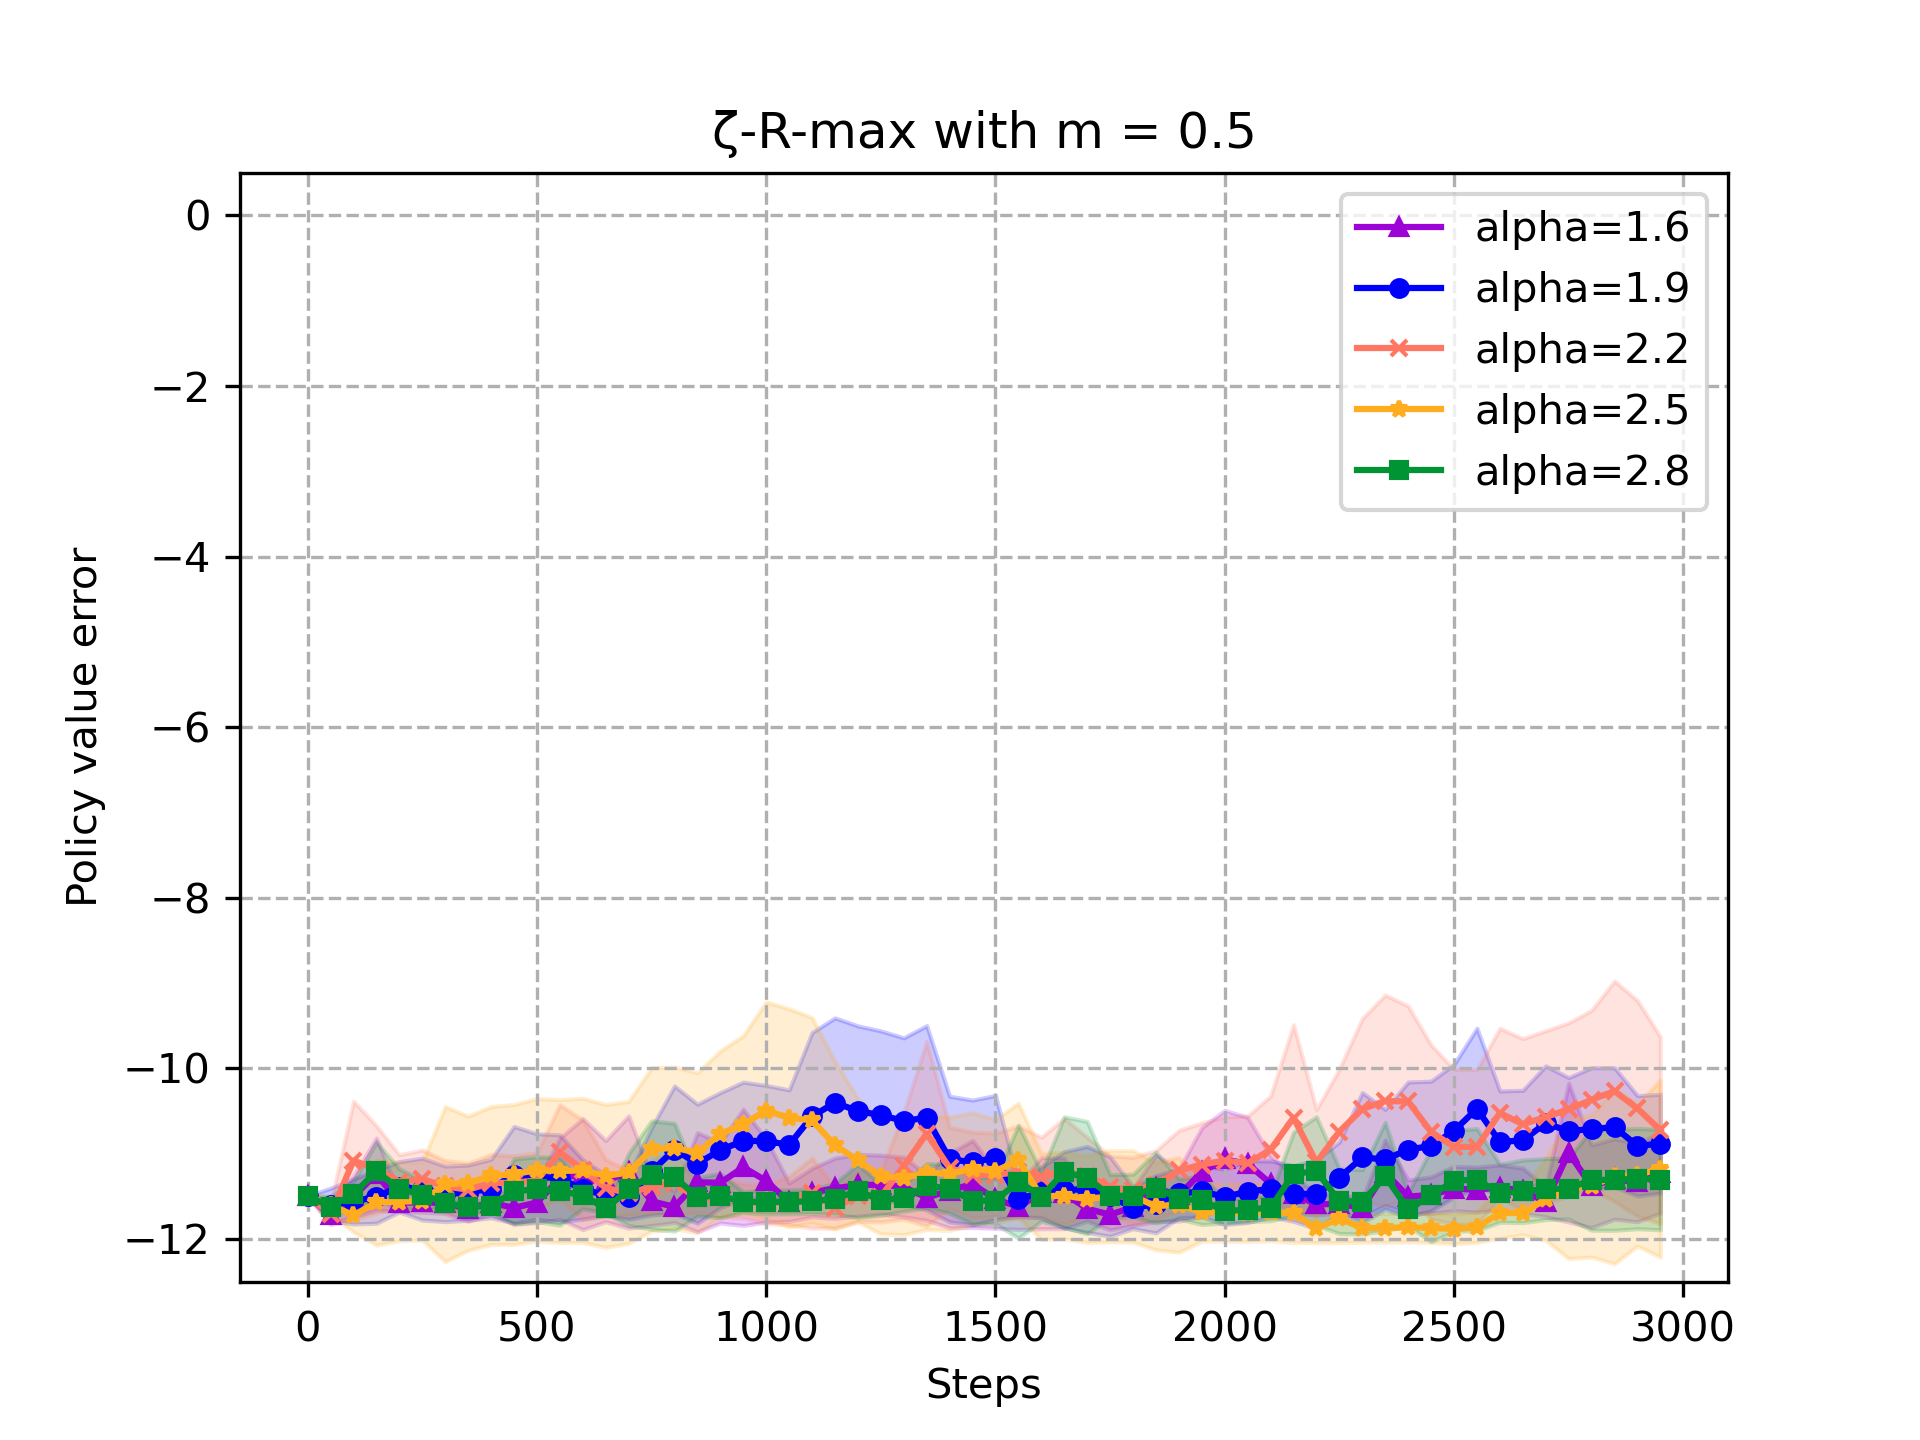 ζ-R-max with m = 0.5
0
−2
−4
−6
−8
−10
−12
Policy value error
alpha=1.6
alpha=1.9
alpha=2.2
alpha=2.5
alpha=2.8
0 500 1000 1500 2000 2500 3000
Steps